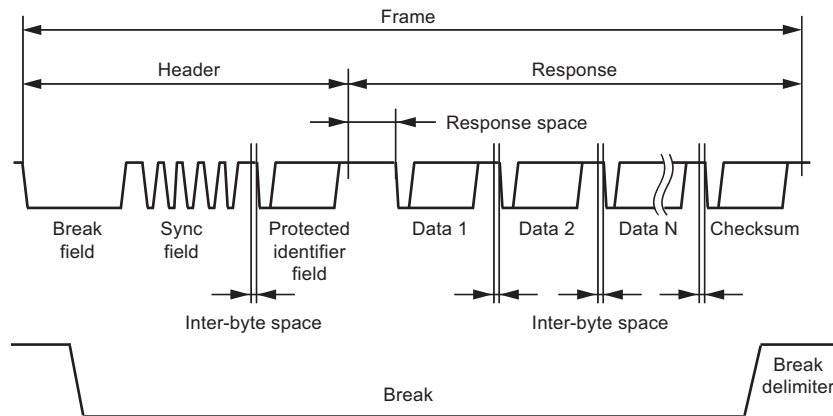 Frame
Header
Response
Response space
Break
field
Sync
field
Protected
identifier
field
Data 1
Data 2
Data N
Checksum
Inter-byte space
Inter-byte space
Break
Break
delimiter